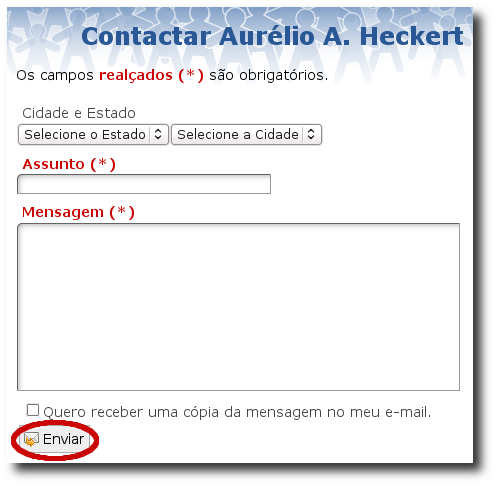 Contactar Aurélio A. Heckert
Os campos realçados (*) são obrigatórios.
Cidade e Estado
Selecione o Estado Selecione a Cidade
Assunto (*)
Mensagem (*)
Quero receber uma cópia da mensagem no meu e-mail.
Enviar